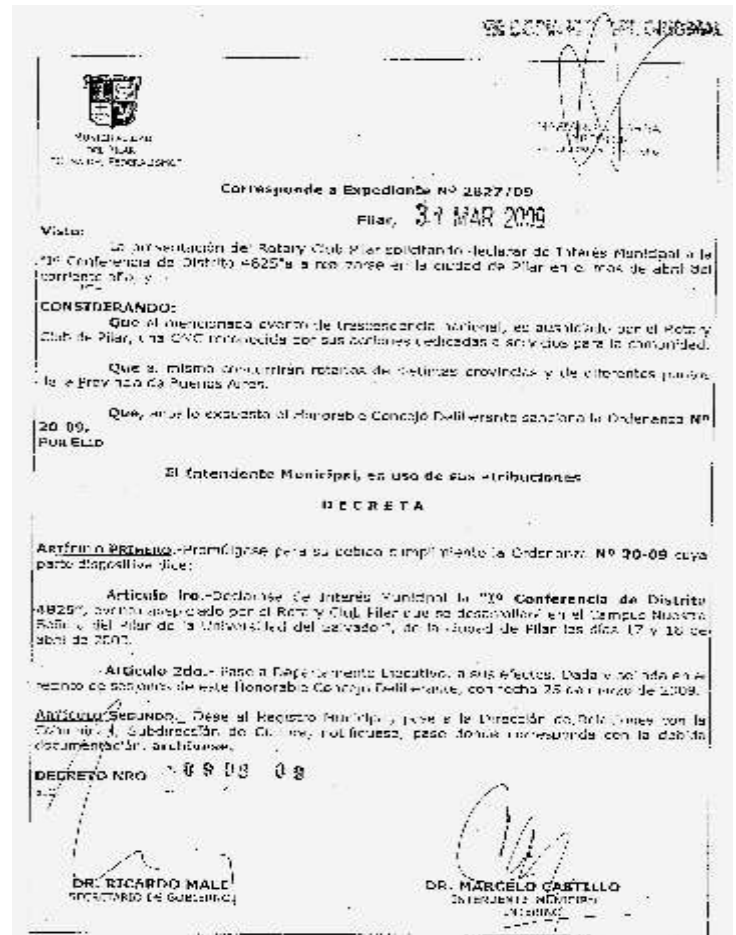 ES COPIA DEL ORIGINAL
MUNICIPALIDAD
DEL PILAR
Corresponde a Expediente Nº 2827/09
Pilar, 31 MAR 2009
Visto:
La presentación del Rotary Club Pilar solicitando declarar de Interés Municipal a la
"1º Conferencia de Distrito 4825" a realizarse en la ciudad de Pilar en el mes de abril del
corriente año, y
CONSIDERANDO:
Que el mencionado evento de trascendencia nacional, es auspiciado por el Rotary
Club de Pilar, una ONG reconocida por sus acciones dedicadas a servicios para la comunidad.
Que al mismo concurrirán rotarios de distintas provincias y de diferentes puntos
de la Provincia de Buenos Aires.
Que, ante lo expuesto el Honorable Concejo Deliberante sanciona la Ordenanza Nº
20-09,
POR ELLO
El Intendente Municipal, en uso de sus atribuciones
DECRETA
ARTÍCULO PRIMERO.-Promúlgase para su debido cumplimiento la Ordenanza Nº 20-09 cuya
parte dispositiva dice:
Artículo 1ro.-Declárase de Interés Municipal la "1º Conferencia de Distrito
4825", evento auspiciado por el Rotary Club Pilar que se desarrollará en el Campus Nuestra
Señora del Pilar de la Universidad del Salvador, de la ciudad de Pilar los días 17 y 18 de
abril de 2009.
Artículo 2do.- Pase a Departamento Ejecutivo, a sus efectos. Dada y sellada en el
recinto de sesiones de este Honorable Concejo Deliberante, con fecha 25 de marzo de 2009.
ARTÍCULO SEGUNDO.- Dése al Registro Municipal, pase a la Dirección de Relaciones con la
Comunidad, Subdirección de Cultura, notifíquese, pase donde corresponda con la debida
documentación, archívese.
DECRETO NRO 09 09
DR. RICARDO MALE
SECRETARIO DE GOBIERNO
DR. MARCELO CASTILLO
INTENDENTE MUNICIPAL
INTERINO